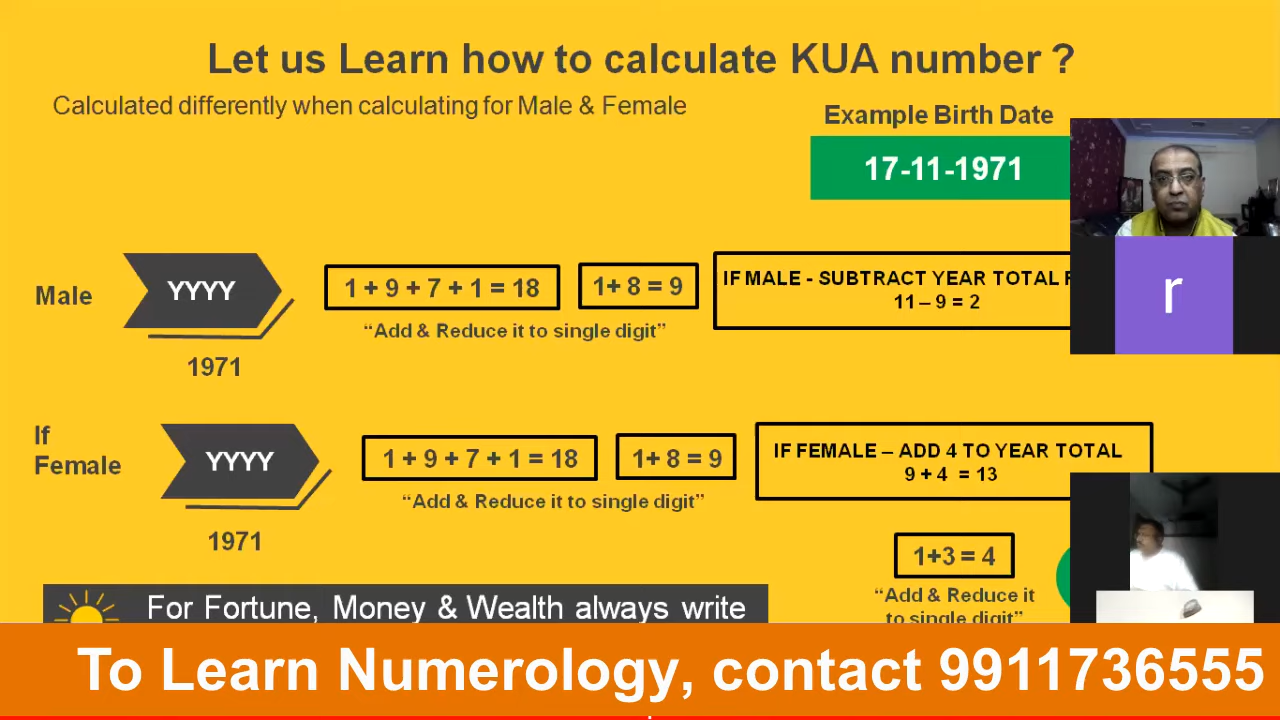 Let us Learn how to calculate KUA number ?
Calculated differently when calculating for Male & Female
Example Birth Date
17-11-1971
Male
YYYY
1 + 9 + 7 + 1 = 18
1+ 8 = 9
IF MALE - SUBTRACT YEAR TOTAL
11 – 9 = 2
“Add & Reduce it to single digit”
1971
r
If
Female
YYYY
1 + 9 + 7 + 1 = 18
1+ 8 = 9
IF FEMALE – ADD 4 TO YEAR TOTAL
9 + 4 = 13
“Add & Reduce it to single digit”
1971
1+3 = 4
“Add & Reduce it
to single digit”
For Fortune, Money & Wealth always write
To Learn Numerology, contact 9911736555